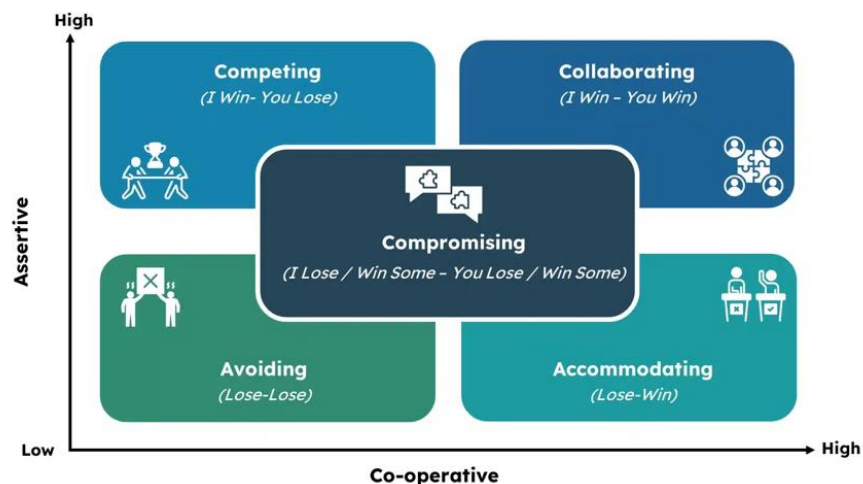 High
Competing
(I Win- You Lose)
Collaborating
(I Win – You Win)
Assertive
Compromising
(I Lose / Win Some – You Lose / Win Some)
Avoiding
(Lose-Lose)
Accommodating
(Lose-Win)
Low
High
Co-operative